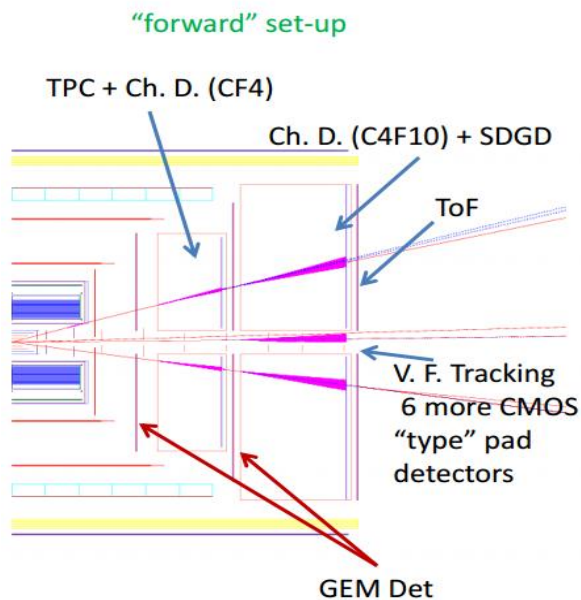 “forward” set-up
TPC + Ch. D. (CF4)
Ch. D. (C4F10) + SDGD
ToF
V. F. Tracking
6 more CMOS
“type” pad
detectors
GEM Det